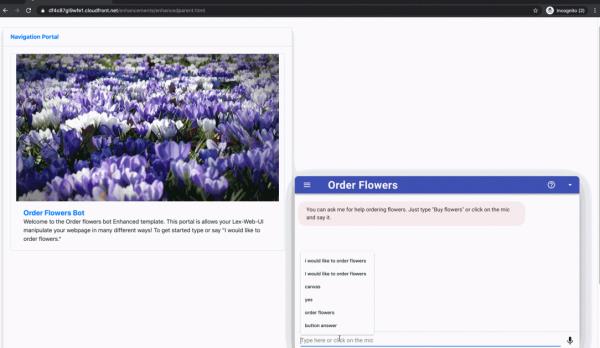 df4c87gl9wfe1.cloudfront.net/enhancements/enhancedparent.html
Incognito (2)
Navigation Portal
Order Flowers Bot
Welcome to the Order flowers bot Enhanced template. This portal is allows your Lex-Web-UI
manipulate your webpage in many different ways! To get started type or say "I would like to
order flowers."
Order Flowers
You can ask me for help ordering flowers. Just type "Buy flowers" or click on the mic
and say it.
i would like to order flowers
I would like to order flowers
canvas
yes
order flowers
button answer
Type here or click on the mic